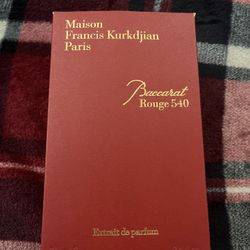 Maison
Francis Kurkdjian
Paris
Baccarat
Rouge 540
Extrait de parfum